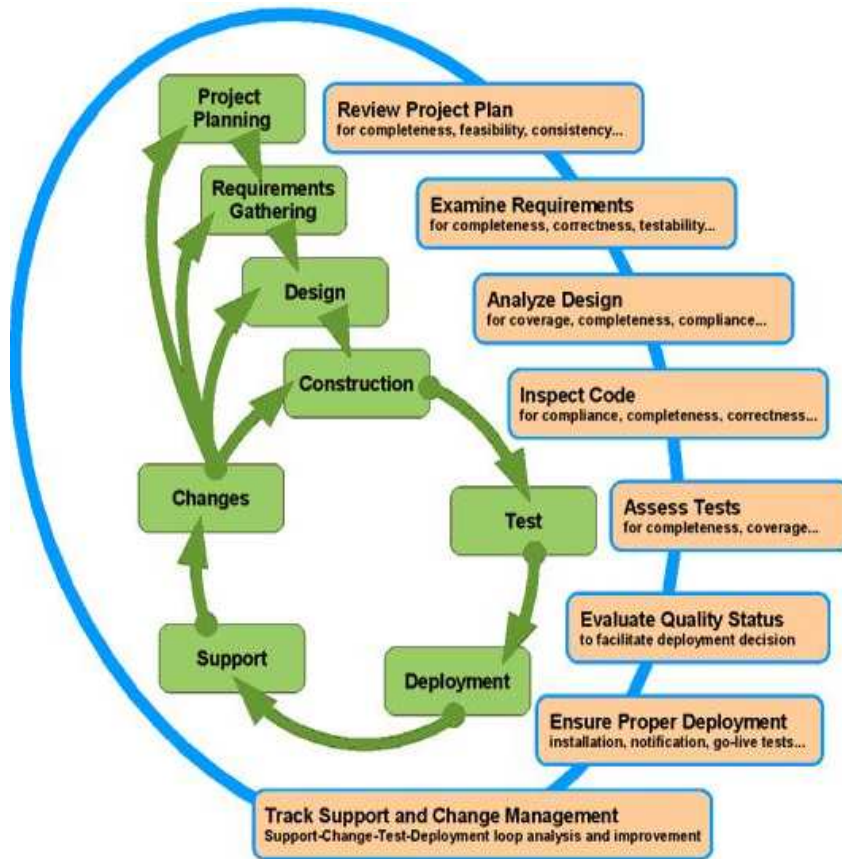 Project
Planning
Review Project Plan
for completeness, feasibility, consistency...
Requirements
Gathering
Examine Requirements
for completeness, correctness, testability...
Design
Analyze Design
for coverage, completeness, compliance...
Construction
Inspect Code
for compliance, completeness, correctness...
Changes
Test
Assess Tests
for completeness, coverage...
Evaluate Quality Status
to facilitate deployment decision
Support
Deployment
Ensure Proper Deployment
installation, notification, go-live tests...
Track Support and Change Management
Support-Change-Test-Deployment loop analysis and improvement